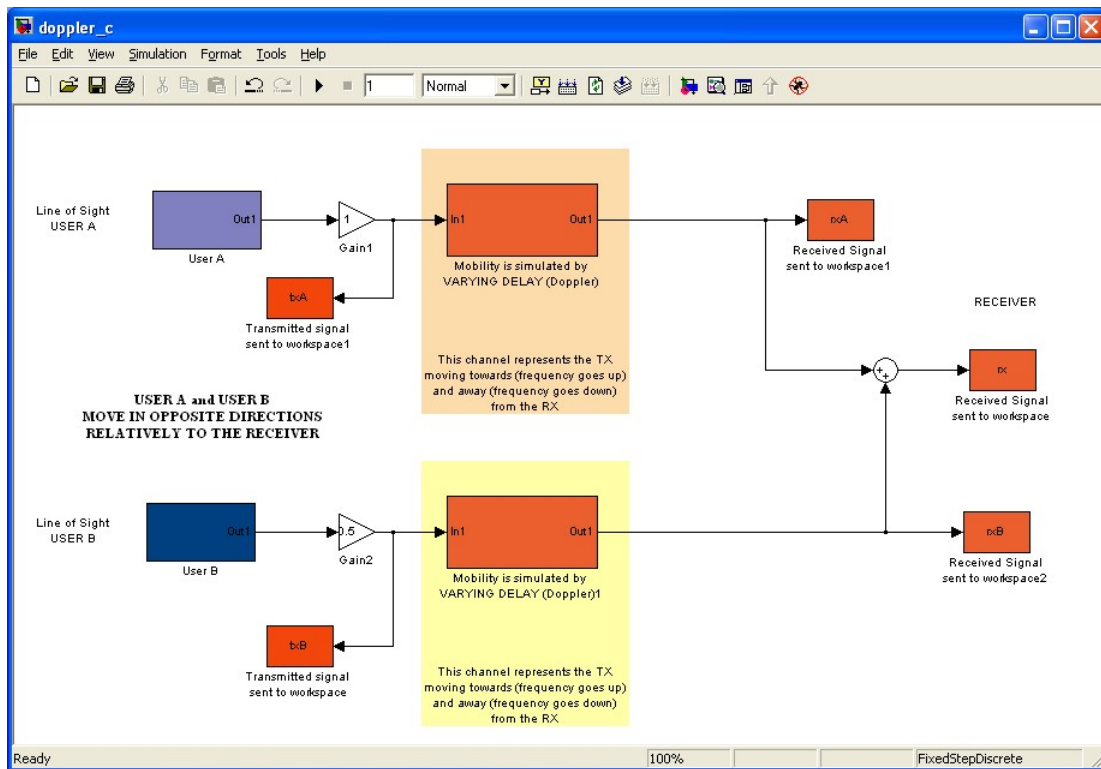 doppler_c
File Edit View Simulation Format Tools Help
1
Normal
Line of Sight
USER A
Out1
User A
1
Gain1
txA
Transmitted signal
sent to workspace1
In1
Out1
Mobility is simulated by
VARYING DELAY (Doppler)
This channel represents the TX
moving towards (frequency goes up)
and away (frequency goes down)
from the RX
rxA
Received Signal
sent to workspace1
RECEIVER
rx
Received Signal
sent to workspace
USER A and USER B
MOVE IN OPPOSITE DIRECTIONS
RELATIVELY TO THE RECEIVER
Line of Sight
USER B
Out1
User B
0.5
Gain2
txB
Transmitted signal
sent to workspace
In1
Out1
Mobility is simulated by
VARYING DELAY (Doppler)1
This channel represents the TX
moving towards (frequency goes up)
and away (frequency goes down)
from the RX
rxB
Received Signal
sent to workspace2
Ready
100%
FixedStepDiscrete